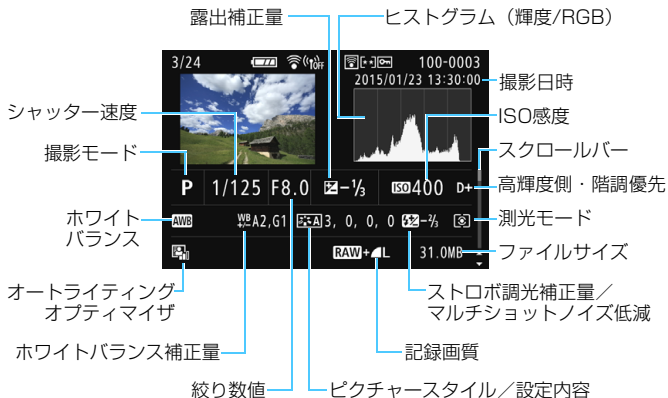 露出補正量
ヒストグラム（輝度/RGB）
3/24
OFF
100-0003
2015/01/23 13:30:00
撮影日時
シャッター速度
ISO感度
撮影モード
スクロールバー
P 1/125 F8.0 -1/3 ISO 400 D+
高輝度側・階調優先
ホワイト
バランス
AWB WB A2,G1 A 3, 0, 0, 0 -2/3
測光モード
RAW+L 31.0MB
ファイルサイズ
オートライティング
オプティマイザ
ストロボ調光補正量／
マルチショットノイズ低減
ホワイトバランス補正量
記録画質
絞り数値
ピクチャースタイル／設定内容